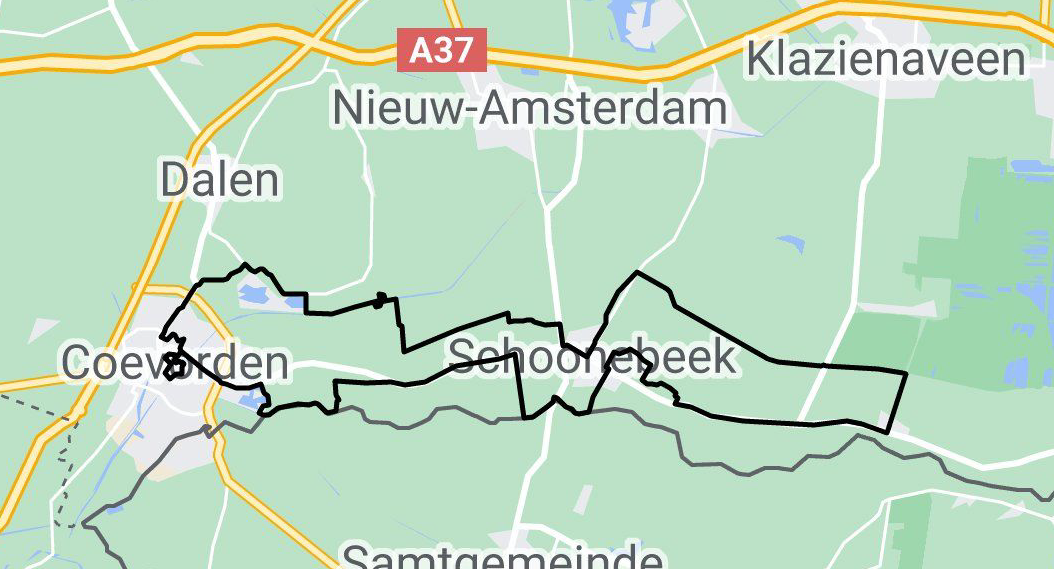 A37
Klazienaveen
Nieuw-Amsterdam
Dalen
Coevorden
Schoonebeek
Samtgemeinde